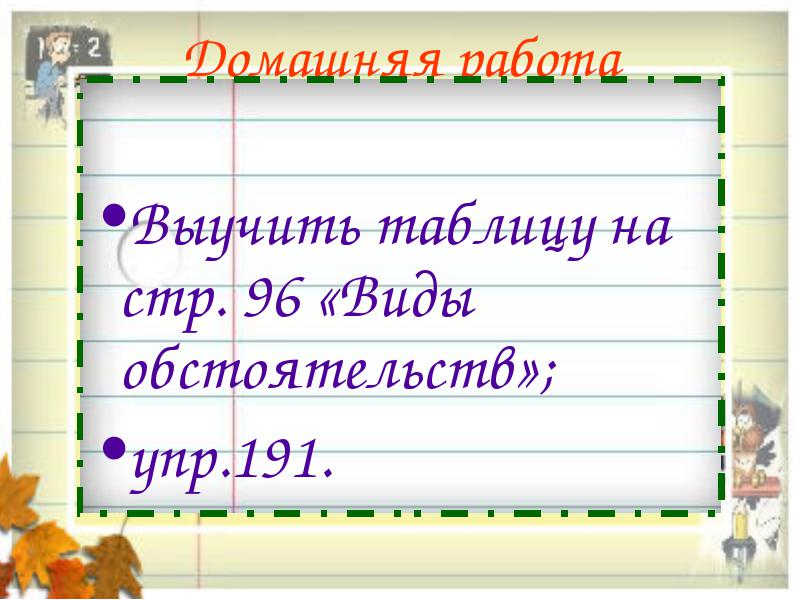 Домашняя работа
•Выучить таблицу на
стр. 96 «Виды
обстоятельств»;
•упр.191.